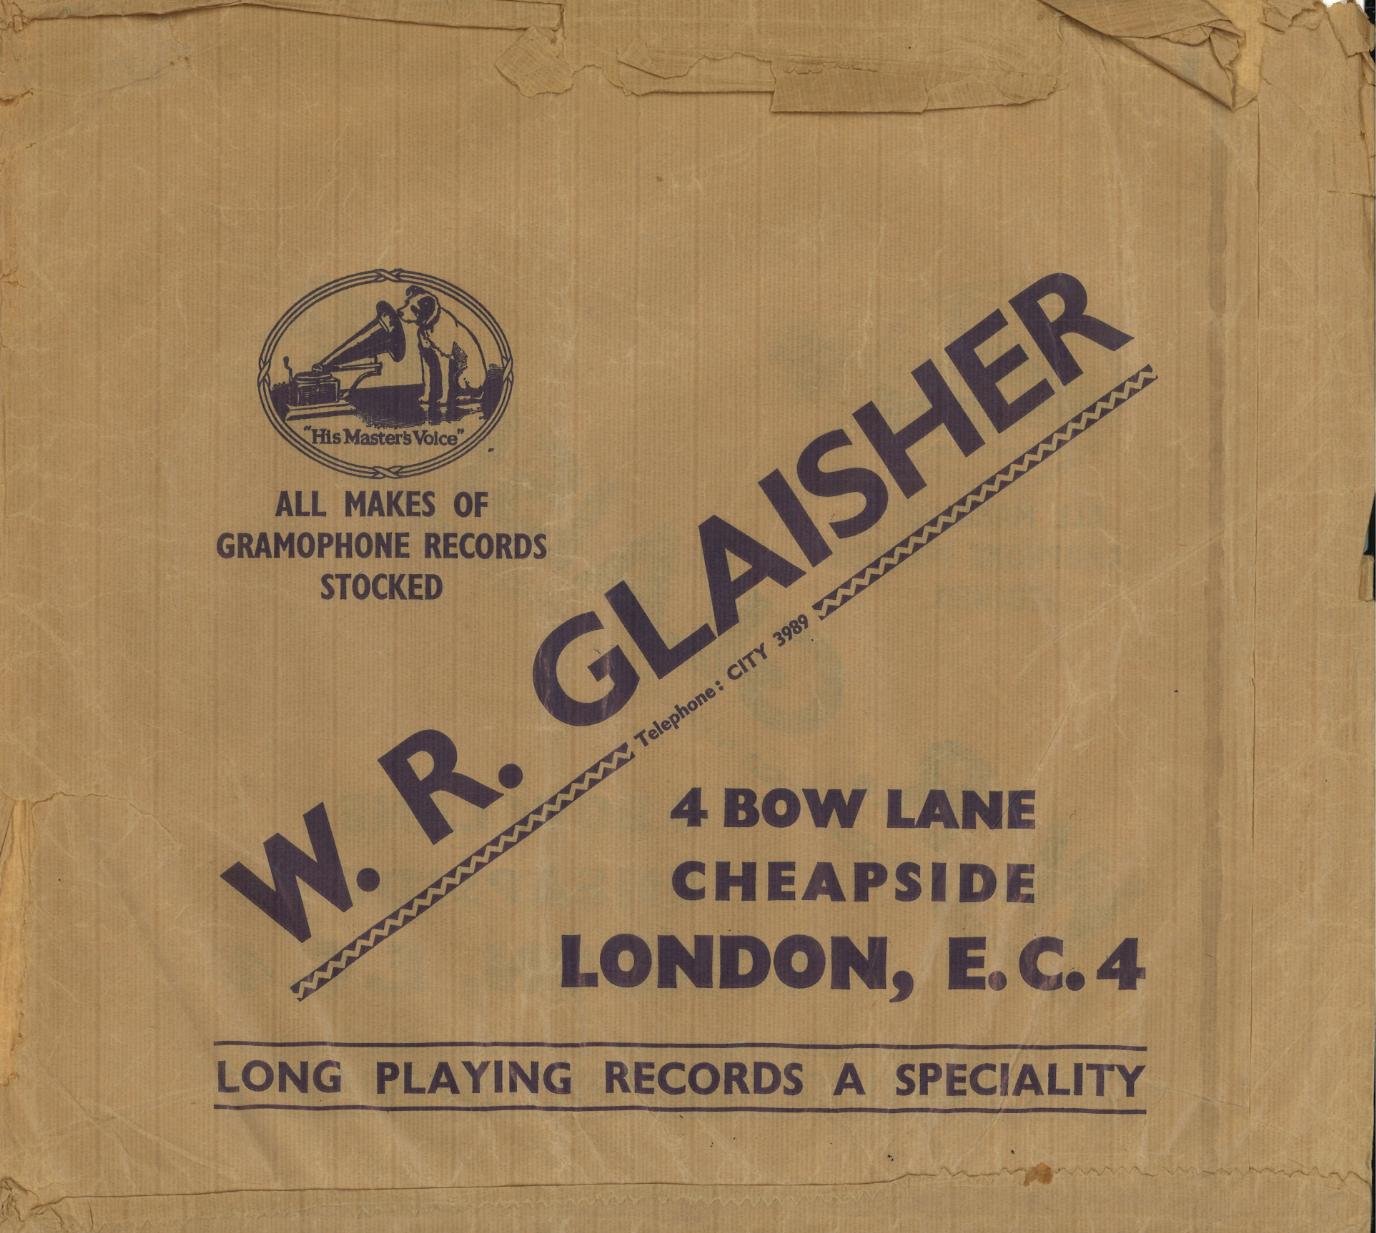 "His Master's Voice"
ALL MAKES OF
GRAMOPHONE RECORDS
STOCKED
W. R. GLAISHER
Telephone: CITY 3989
4 BOW LANE
CHEAPSIDE
LONDON, E.C.4
LONG PLAYING RECORDS A SPECIALITY